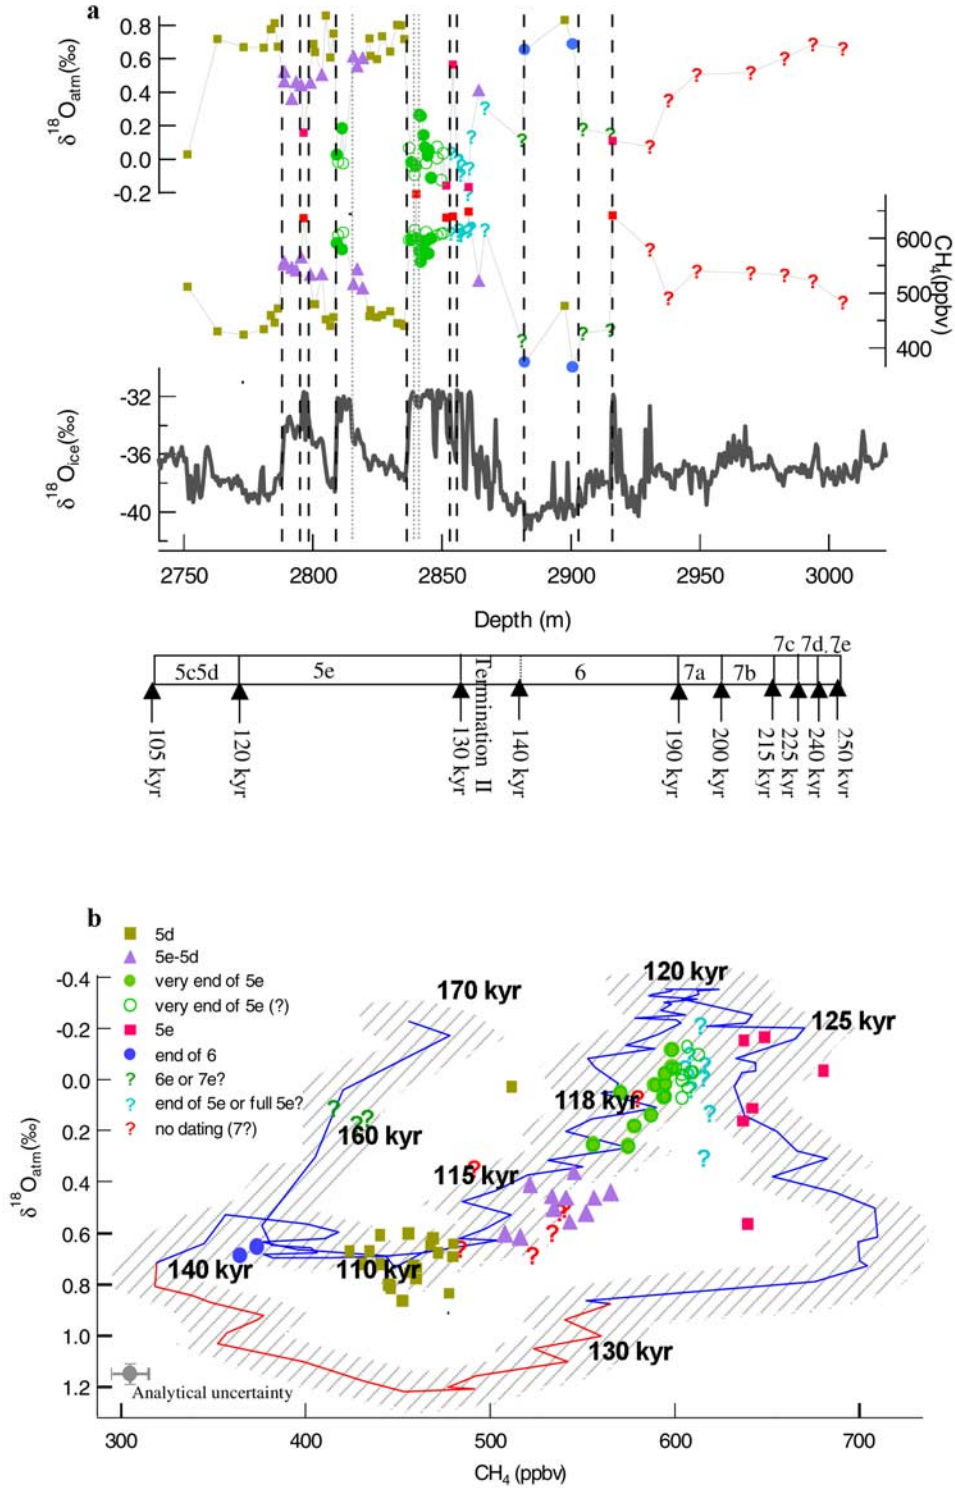 a
0.8
0.6
0.4
0.2
0.0
-0.2
δ18Oatm(‰)
600
500
400
CH4(ppbv)
-32
-36
-40
δ18Oice(‰)
2750 2800 2850 2900 2950 3000
Depth (m)
7c 7d 7e
5c5d 5e Termination II 6 7a 7b
105 kyr 120 kyr 130 kyr 140 kyr 190 kyr 200 kyr 215 kyr 225 kyr 240 kyr 250 kyr
b
5d
5e-5d
very end of 5e
very end of 5e (?)
5e
end of 6
6e or 7e?
end of 5e or full 5e?
no dating (7?)
-0.4
-0.2
0.0
0.2
0.4
0.6
0.8
1.0
1.2
δ18Oatm(‰)
120 kyr
170 kyr
125 kyr
118 kyr
160 kyr
115 kyr
140 kyr
110 kyr
130 kyr
Analytical uncertainty
300 400 500 600 700
CH4 (ppbv)